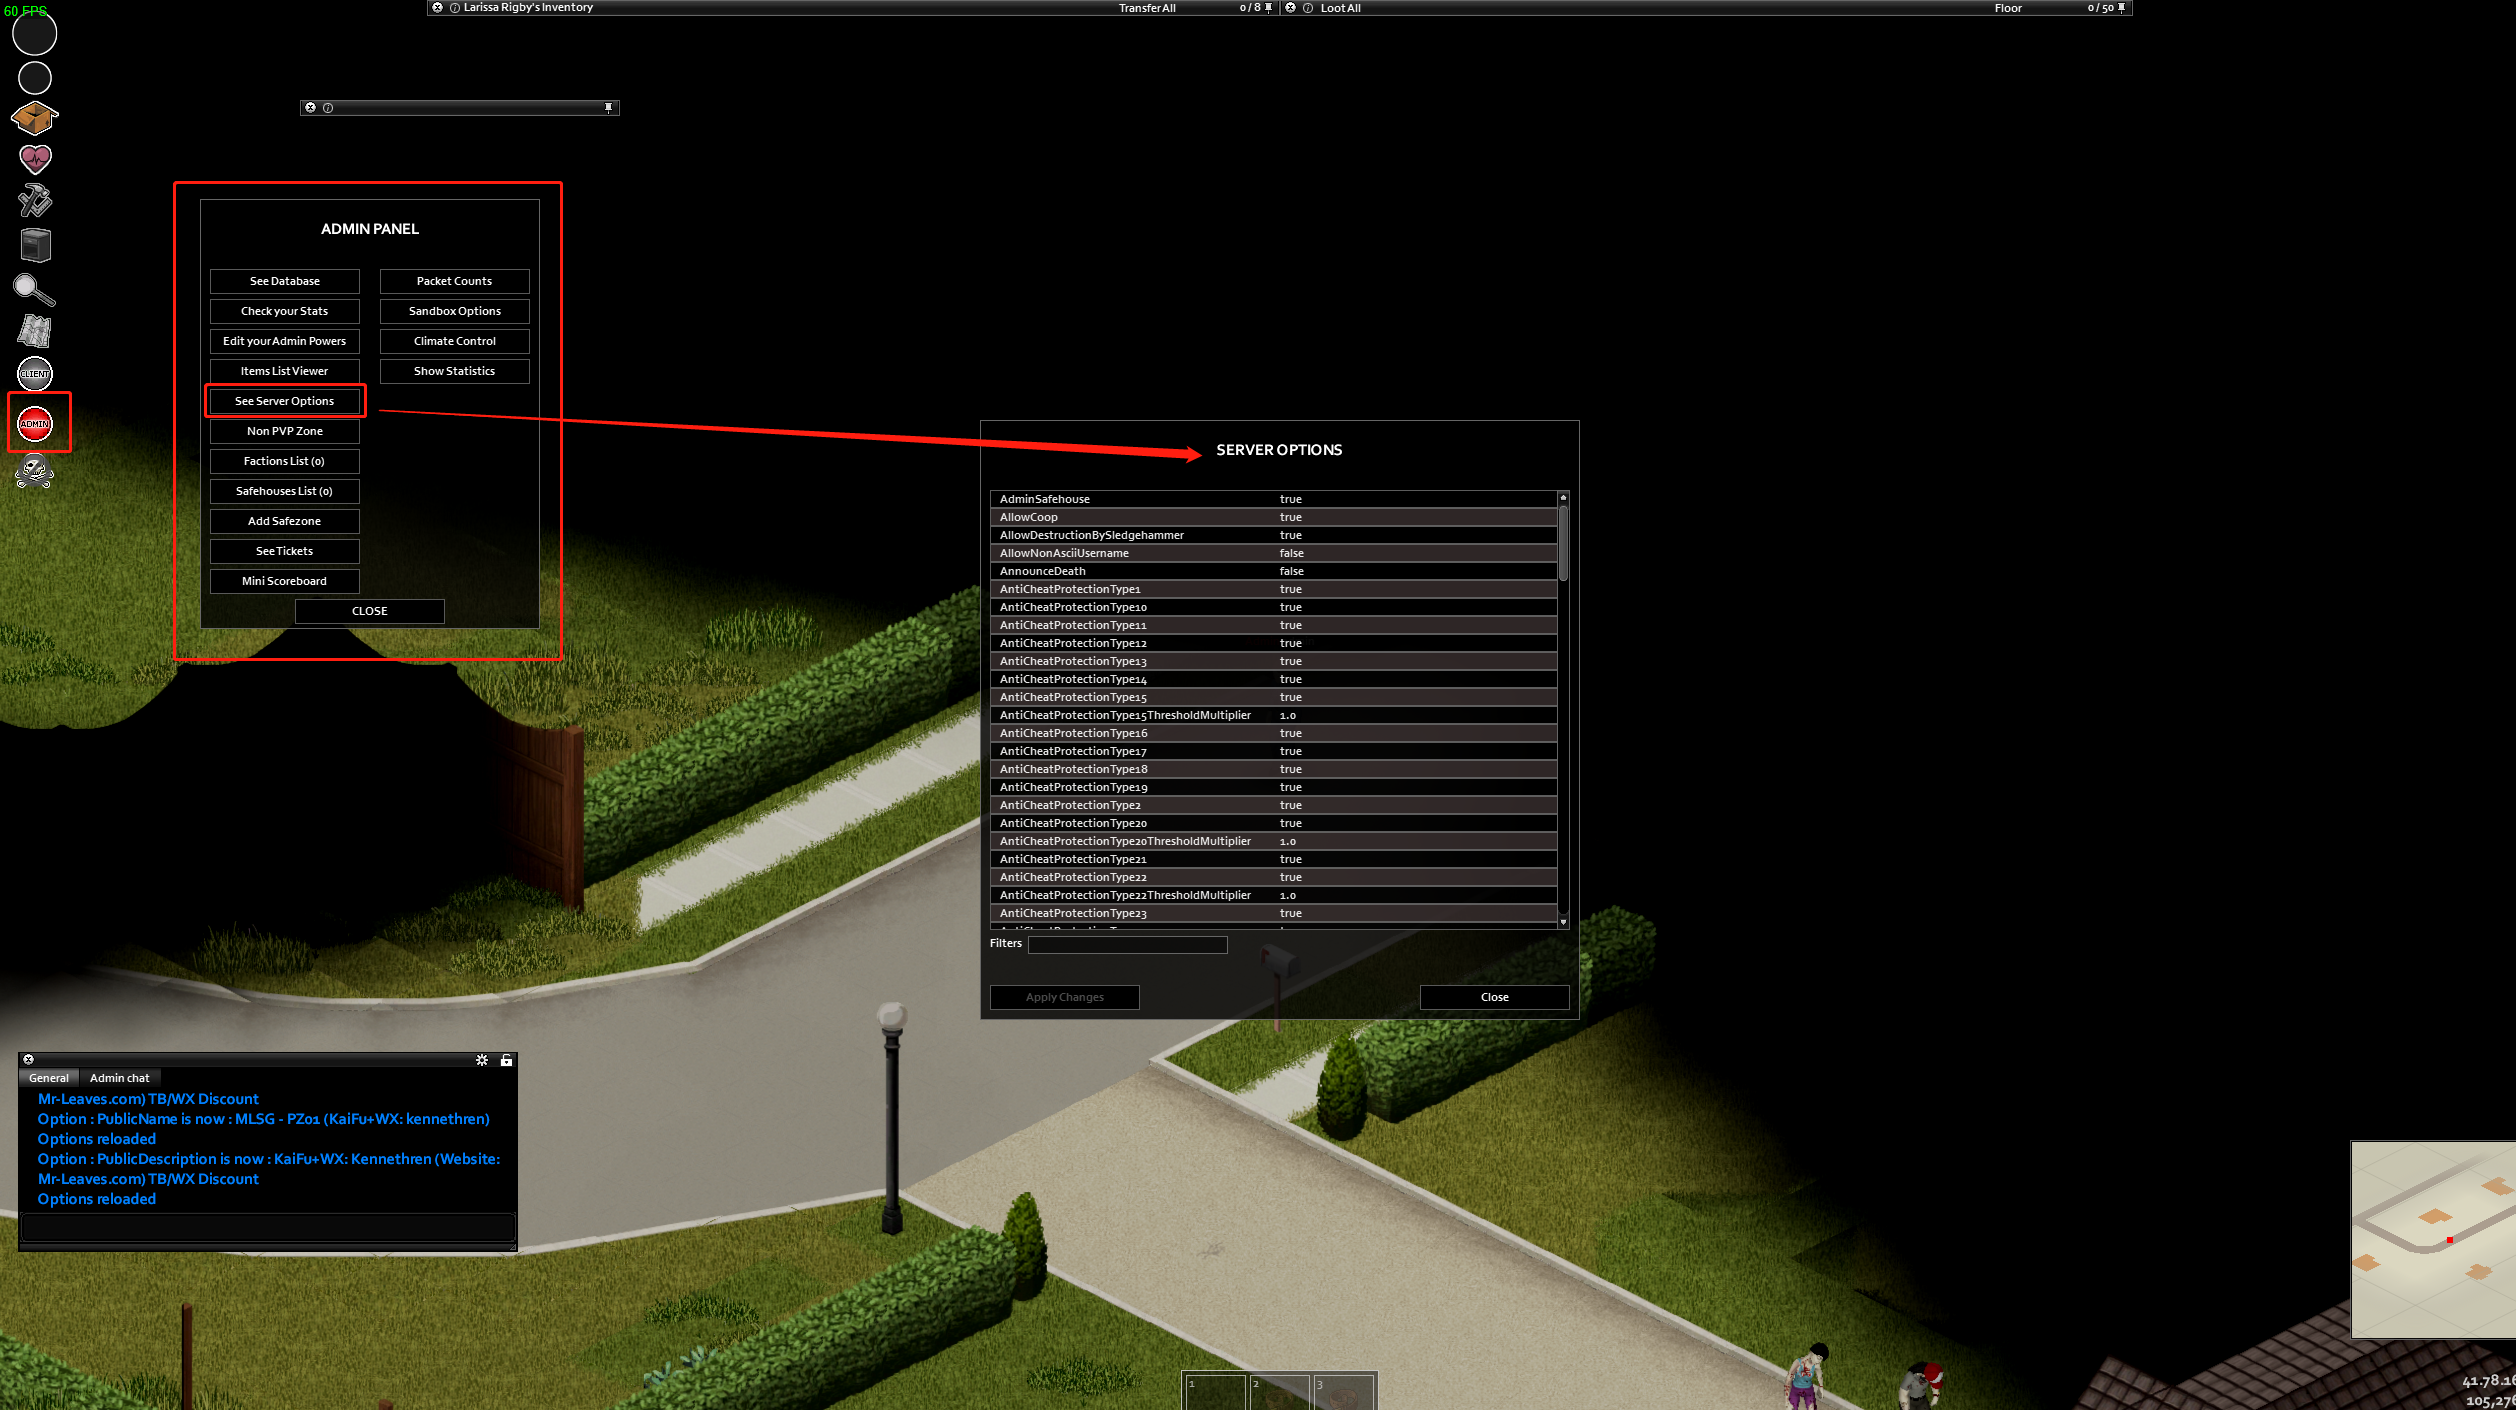 60 FPS
Larissa Rigby's Inventory
Transfer All
0 / 8
Loot All
Floor
0 / 50
CLIENT
ADMIN
ADMIN PANEL
See Database
Packet Counts
Check your Stats
Sandbox Options
Edit your Admin Powers
Climate Control
Items List Viewer
Show Statistics
See Server Options
Non PVP Zone
Factions List (0)
Safehouses List (0)
Add Safezone
See Tickets
Mini Scoreboard
CLOSE
SERVER OPTIONS
AdminSafehouse true
AllowCoop true
AllowDestructionBySledgehammer true
AllowNonAsciiUsername false
AnnounceDeath false
AntiCheatProtectionType1 true
AntiCheatProtectionType10 true
AntiCheatProtectionType11 true
AntiCheatProtectionType12 true
AntiCheatProtectionType13 true
AntiCheatProtectionType14 true
AntiCheatProtectionType15 true
AntiCheatProtectionType15ThresholdMultiplier 1.0
AntiCheatProtectionType16 true
AntiCheatProtectionType17 true
AntiCheatProtectionType18 true
AntiCheatProtectionType19 true
AntiCheatProtectionType2 true
AntiCheatProtectionType20 true
AntiCheatProtectionType20ThresholdMultiplier 1.0
AntiCheatProtectionType21 true
AntiCheatProtectionType22 true
AntiCheatProtectionType22ThresholdMultiplier 1.0
AntiCheatProtectionType23 true
Filters
Apply Changes
Close
General
Admin chat
Mr-Leaves.com) TB/WX Discount
Option : PublicName is now : MLSG - PZ01 (KaiFu+WX: kennethren)
Options reloaded
Option : PublicDescription is now : KaiFu+WX: Kennethren (Website:
Mr-Leaves.com) TB/WX Discount
Options reloaded
1
2
3
41.78.16
105,276